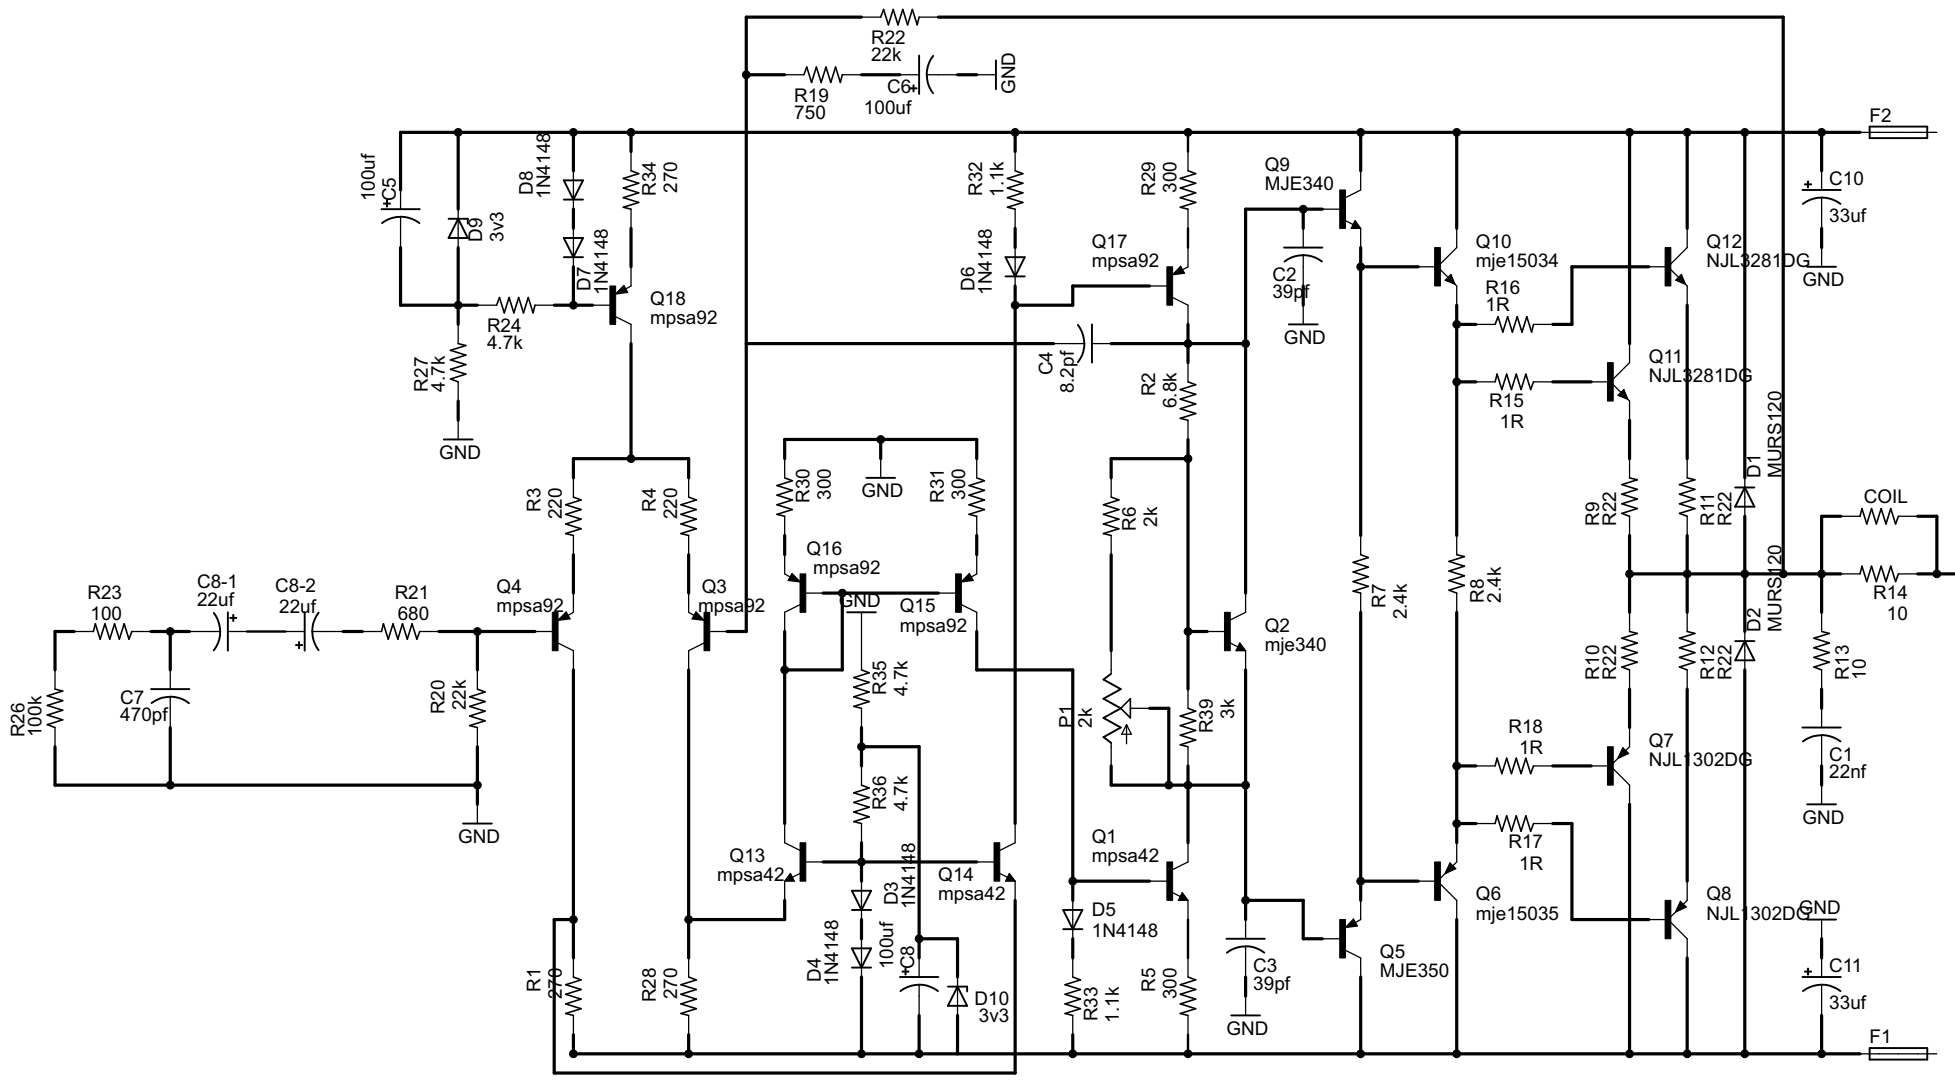 R22
22k
R19
750
C6
+
100uf
GND
F2
100uf
+
C5
D9
3v3
D8
1N4148
D7
1N4148
R34
270
R32
1.1k
D6
1N4148
R29
300
Q17
mpsa92
Q9
MJE340
C2
39pf
GND
Q10
mje15034
R16
1R
R15
1R
Q12
NJL3281DG
Q11
NJL3281DG
+
C10
33uf
GND
Q18
mpsa92
R24
4.7k
R27
4.7k
GND
C4
8.2pf
R2
6.8k
R3
220
R4
220
R30
300
GND
R31
300
R6
2k
R9
R22
R11
R22
D1
MURS120
COIL
R14
10
R23
100
C8-1
22uf
+
C8-2
22uf
+
R21
680
Q4
mpsa92
Q3
mpsa92
Q16
mpsa92
GND
Q15
mpsa92
R35
4.7k
Q2
mje340
R7
2.4k
R8
2.4k
R10
R22
R12
R22
D2
MURS120
R13
10
R26
100k
C7
470pf
R20
22k
GND
P1
2k
R39
3k
R36
4.7k
R18
1R
Q7
NJL1302DG
C1
22nf
GND
Q13
mpsa42
D3
1N4148
Q14
mpsa42
Q1
mpsa42
R17
1R
Q6
mje15035
Q8
NJL1302DG
GND
D4
1N4148
100uf
+
C8
D10
3v3
D5
1N4148
R33
1.1k
R5
300
C3
39pf
GND
Q5
MJE350
+
C11
33uf
R1
270
R28
270
F1